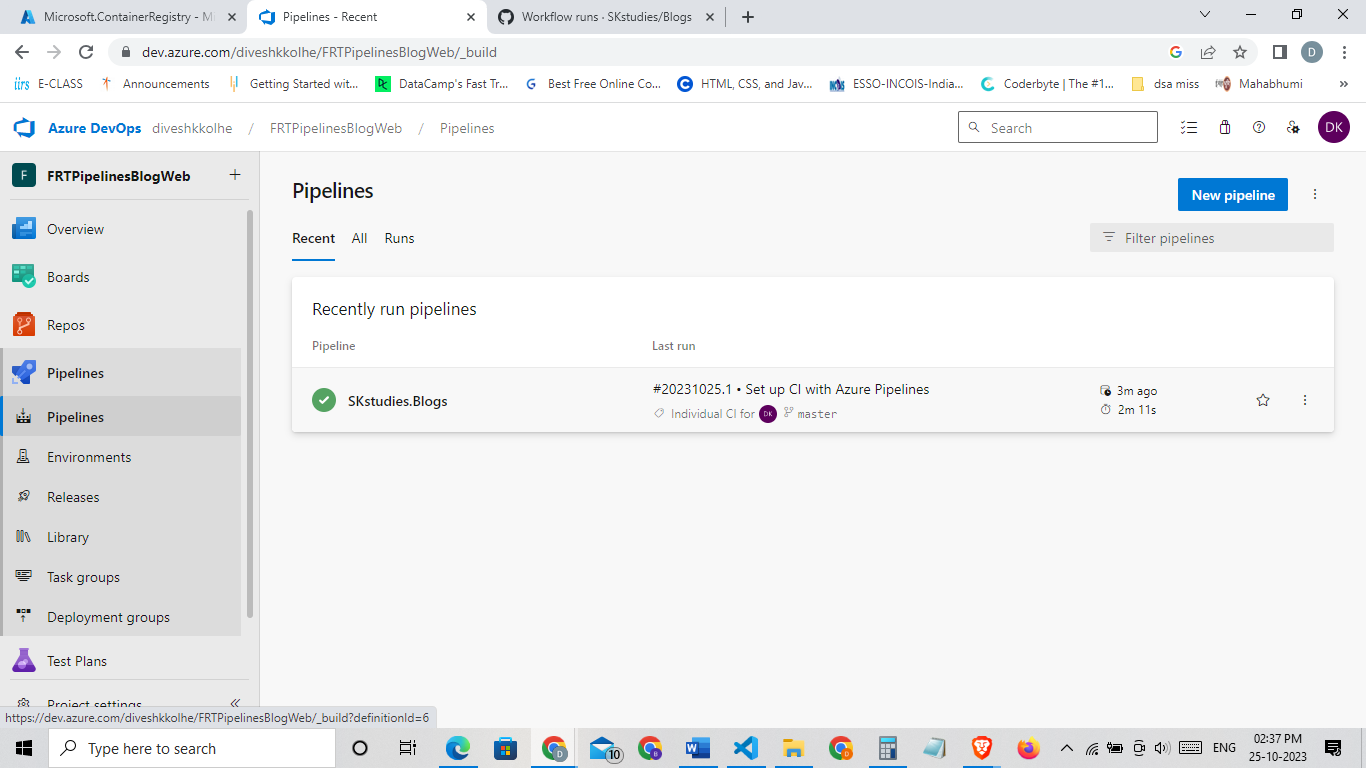 Microsoft.ContainerRegistry - Mi
Pipelines - Recent
Workflow runs · SKstudies/Blogs
dev.azure.com/diveshkkolhe/FRTPipelinesBlogWeb/_build
D
iirs E-CLASS
Announcements
Getting Started wit...
DataCamp's Fast Tr...
Best Free Online Co...
HTML, CSS, and Jav...
ESSO-INCOIS-India...
Coderbyte | The #1...
dsa miss
Mahabhumi
»
Azure DevOps diveshkkolhe / FRTPipelinesBlogWeb / Pipelines
Search
DK
F FRTPipelinesBlogWeb +
Overview
Boards
Repos
Pipelines
Pipelines
Environments
Releases
Library
Task groups
Deployment groups
Test Plans
Project settings
https://dev.azure.com/diveshkkolhe/FRTPipelinesBlogWeb/_build?definitionId=6
Pipelines
New pipeline
Recent All Runs
Filter pipelines
Recently run pipelines
Pipeline Last run
SKstudies.Blogs
#20231025.1 • Set up CI with Azure Pipelines
Individual CI for DK master
3m ago
2m 11s
Type here to search
10
ENG
02:37 PM
25-10-2023